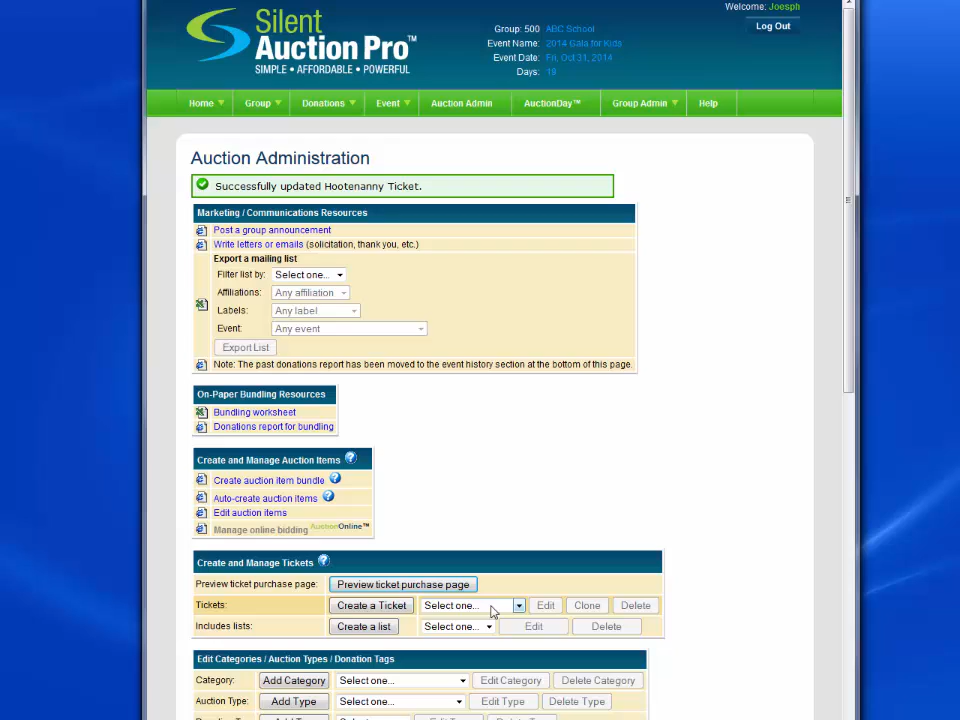 Welcome: Joesph
Log Out
Silent
Auction Pro™
SIMPLE • AFFORDABLE • POWERFUL
Group: 500 ABC School
Event Name: 2014 Gala for Kids
Event Date: Fri, Oct 31, 2014
Days: 19
Home Group Donations Event Auction Admin AuctionDay™ Group Admin Help
Auction Administration
Successfully updated Hootenanny Ticket.
Marketing / Communications Resources
Post a group announcement
Write letters or emails (solicitation, thank you, etc.)
Export a mailing list
Filter list by: Select one...
Affiliations: Any affiliation
Labels: Any label
Event: Any event
Export List
Note: The past donations report has been moved to the event history section at the bottom of this page.
On-Paper Bundling Resources
Bundling worksheet
Donations report for bundling
Create and Manage Auction Items
Create auction item bundle
Auto-create auction items
Edit auction items
Manage online bidding AuctionOnline™
Create and Manage Tickets
Preview ticket purchase page: Preview ticket purchase page
Tickets: Create a Ticket Select one... Edit Clone Delete
Includes lists: Create a list Select one... Edit Delete
Edit Categories / Auction Types / Donation Tags
Category: Add Category Select one... Edit Category Delete Category
Auction Type: Add Type Select one... Edit Type Delete Type